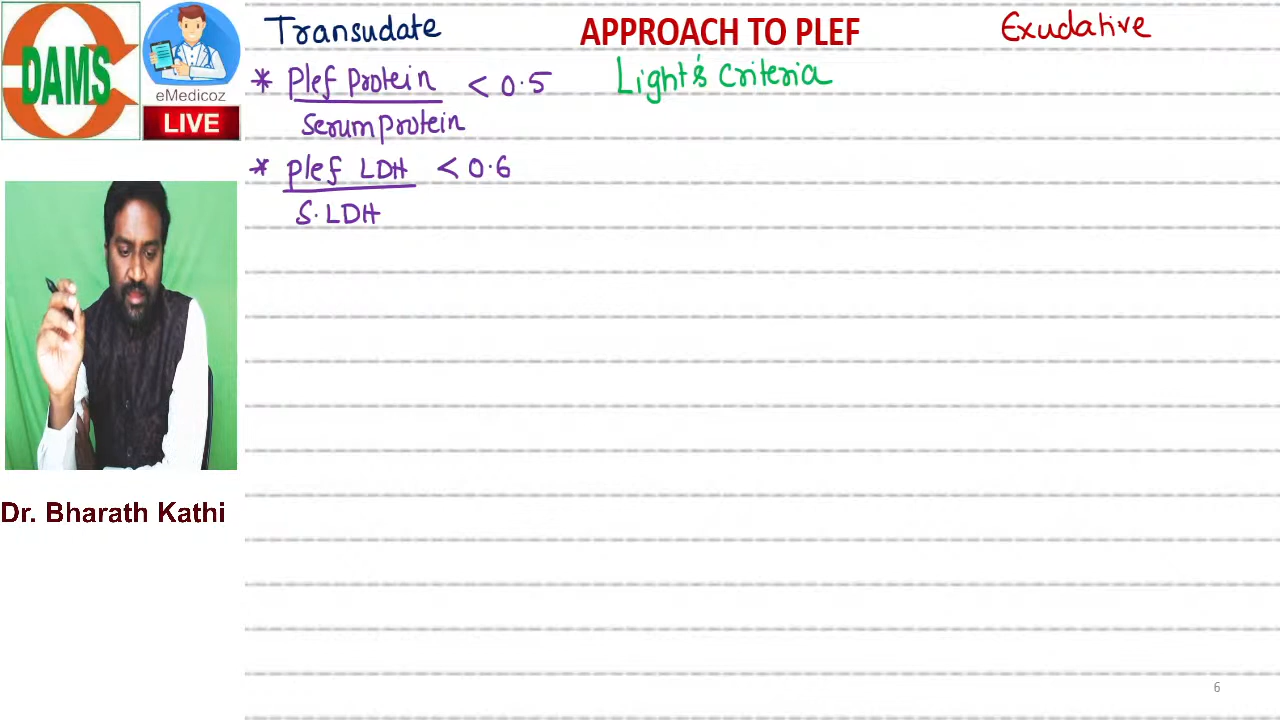 DAMS
eMedicoz
LIVE
Dr. Bharath Kathi
APPROACH TO PLEF
Light's Criteria
Transudate
* Plef protein < 0.5
Serum protein
* plef LDH < 0.6
S. LDH
Exudative
6